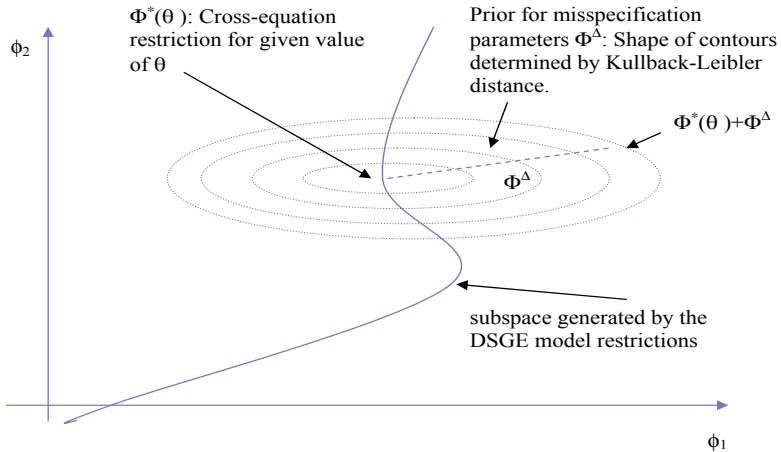 ϕ₂
Φ*(θ ): Cross-equation
restriction for given value
of θ
Prior for misspecification
parameters Φ^Δ: Shape of contours
determined by Kullback-Leibler
distance.
Φ*(θ )+Φ^Δ
Φ^Δ
subspace generated by the
DSGE model restrictions
ϕ₁